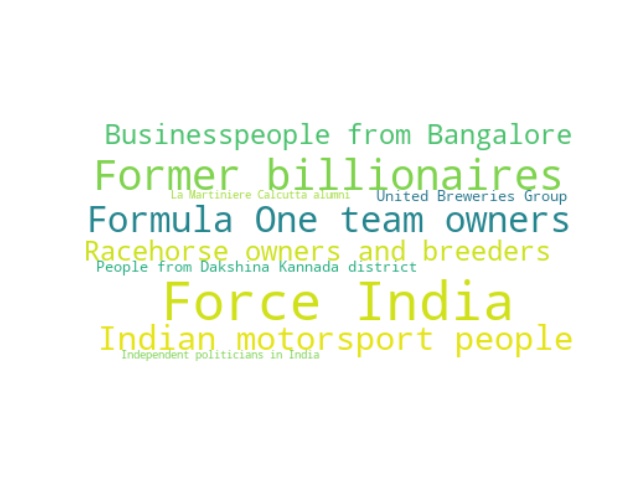 Businesspeople from Bangalore
Former billionaires
La Martiniere Calcutta alumni
United Breweries Group
Formula One team owners
Racehorse owners and breeders
People from Dakshina Kannada district
Force India
Indian motorsport people
Independent politicians in India